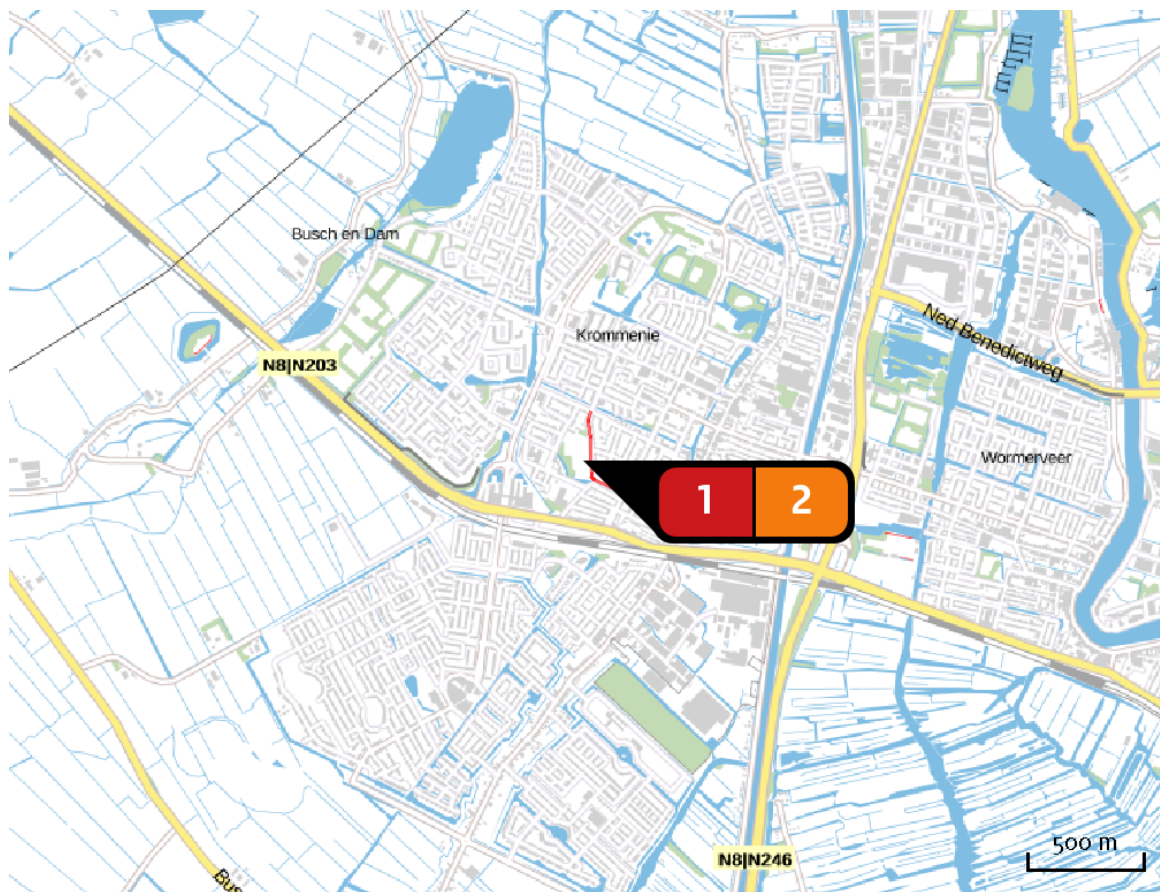 Busch en Dam
Krommenie
Ned Benedictweg
N8|N203
Wormerveer
1 2
500 m
N8|N246